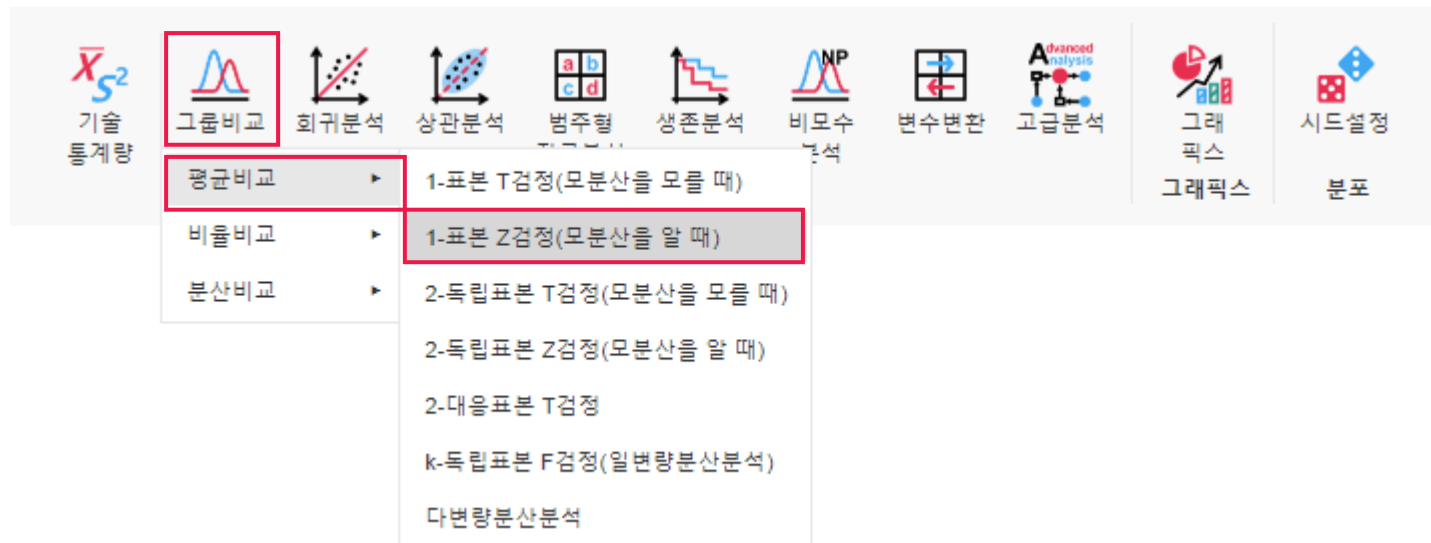 X̄ S²
기술
통계량
그룹비교
회귀분석
상관분석
a b
c d
범주형
생존분석
NP
비모수
분석
변수변환
Advanced
Analysis
고급분석
그래
픽스
그래픽스
시드설정
분포
평균비교
비율비교
분산비교
1-표본 T검정(모분산을 모를 때)
1-표본 Z검정(모분산을 알 때)
2-독립표본 T검정(모분산을 모를 때)
2-독립표본 Z검정(모분산을 알 때)
2-대응표본 T검정
k-독립표본 F검정(일변량분산분석)
다변량분산분석